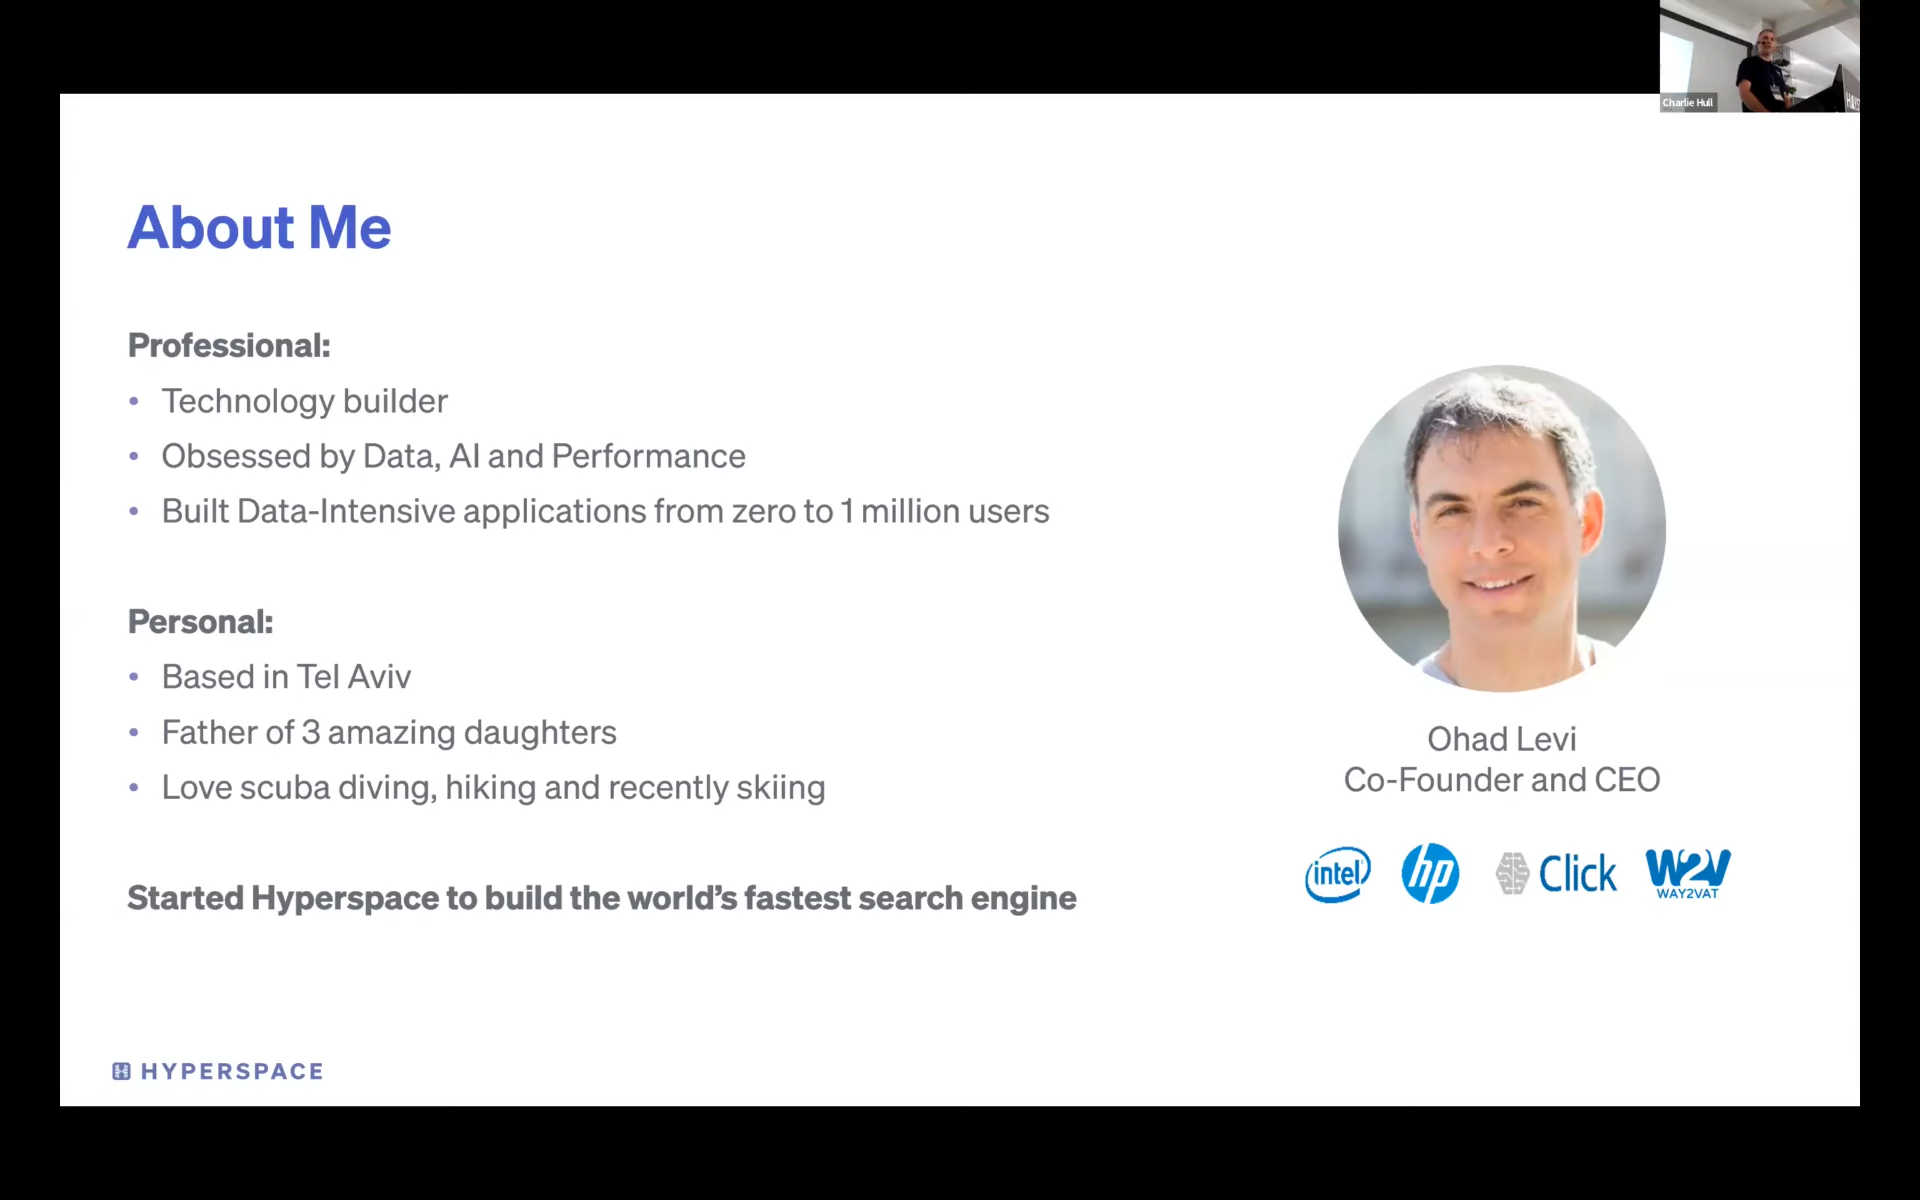 Charlie Hull
About Me
Professional:
• Technology builder
• Obsessed by Data, AI and Performance
• Built Data-Intensive applications from zero to 1 million users
Personal:
• Based in Tel Aviv
• Father of 3 amazing daughters
• Love scuba diving, hiking and recently skiing
Started Hyperspace to build the world's fastest search engine
Ohad Levi
Co-Founder and CEO
intel hp Click W2V
WAY2VAT
HYPERSPACE